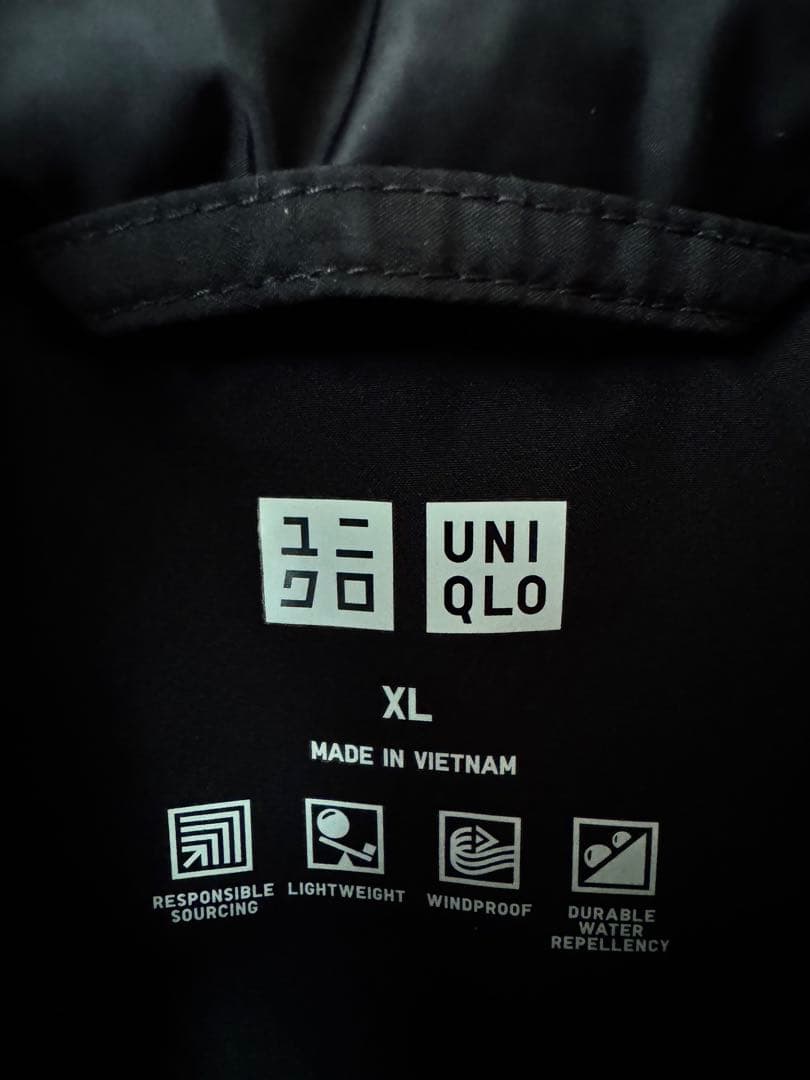 ユニ
クロ
UNI
QLO
XL
MADE IN VIETNAM
RESPONSIBLE
SOURCING
LIGHTWEIGHT
WINDPROOF
DURABLE
WATER
REPELLENCY